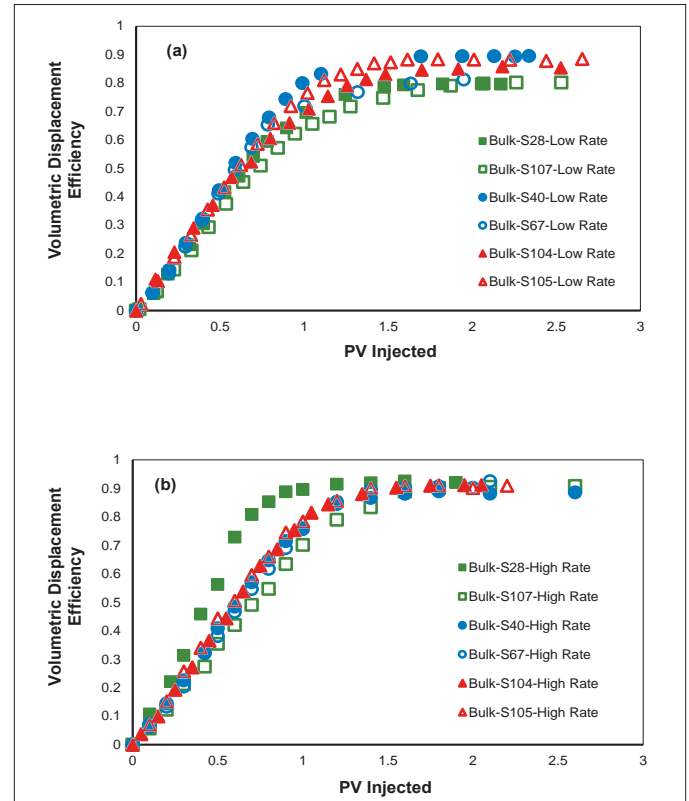 (a)
Volumetric Displacement
Efficiency
1
0.9
0.8
0.7
0.6
0.5
0.4
0.3
0.2
0.1
0
Bulk-S28-Low Rate
Bulk-S107-Low Rate
Bulk-S40-Low Rate
Bulk-S67-Low Rate
Bulk-S104-Low Rate
Bulk-S105-Low Rate
0 0.5 1 1.5 2 2.5 3
PV Injected
(b)
Volumetric Displacement
Efficiency
1
0.9
0.8
0.7
0.6
0.5
0.4
0.3
0.2
0.1
0
Bulk-S28-High Rate
Bulk-S107-High Rate
Bulk-S40-High Rate
Bulk-S67-High Rate
Bulk-S104-High Rate
Bulk-S105-High Rate
0 0.5 1 1.5 2 2.5 3
PV Injected